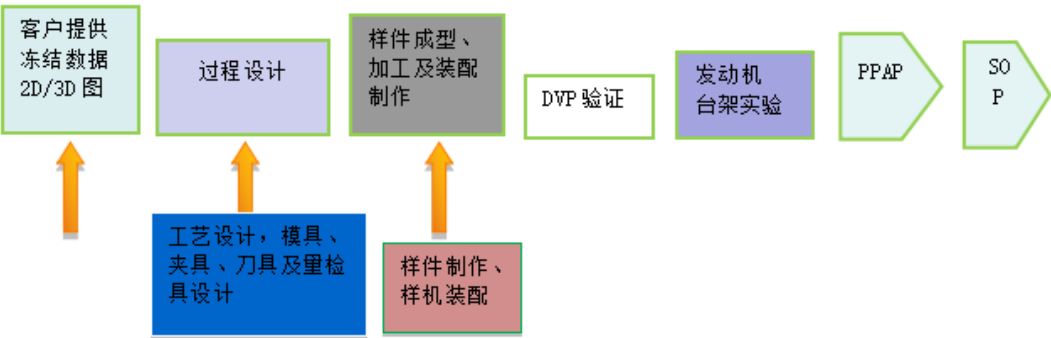 客户提供
冻结数据
2D/3D图
过程设计
样件成型、
加工及装配
制作
DVP验证
发动机
台架实验
PPAP
SO
P
工艺设计，模具、
夹具、刀具及量检
具设计
样件制作、
样机装配